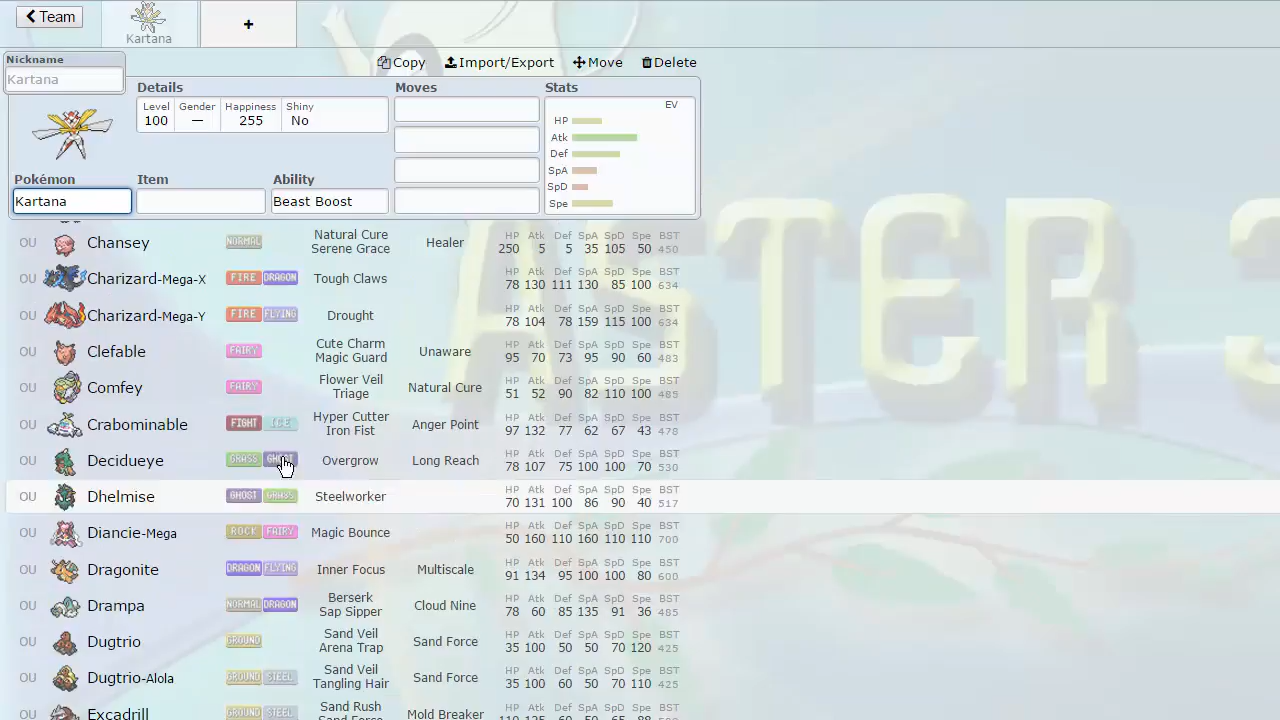 Team
Kartana
+
Nickname
Kartana
Copy Import/Export Move Delete
Details
Level Gender Happiness Shiny
100 — 255 No
Moves
Stats
EV
HP
Atk
Def
SpA
SpD
Spe
Pokémon Item Ability
Kartana Beast Boost
OU Chansey NORMAL Natural Cure Serene Grace Healer HP 250 Atk 5 Def 5 SpA 35 SpD 105 Spe 50 BST 450
OU Charizard-Mega-X FIRE DRAGON Tough Claws HP 78 Atk 130 Def 111 SpA 130 SpD 85 Spe 100 BST 634
OU Charizard-Mega-Y FIRE FLYING Drought HP 78 Atk 104 Def 78 SpA 159 SpD 115 Spe 100 BST 634
OU Clefable FAIRY Cute Charm Magic Guard Unaware HP 95 Atk 70 Def 73 SpA 95 SpD 90 Spe 60 BST 483
OU Comfey FAIRY Flower Veil Triage Natural Cure HP 51 Atk 52 Def 90 SpA 82 SpD 110 Spe 100 BST 485
OU Crabominable FIGHT ICE Hyper Cutter Iron Fist Anger Point HP 97 Atk 132 Def 77 SpA 62 SpD 67 Spe 43 BST 478
OU Decidueye GRASS GHOST Overgrow Long Reach HP 78 Atk 107 Def 75 SpA 100 SpD 100 Spe 70 BST 530
OU Dhelmise GHOST GRASS Steelworker HP 70 Atk 131 Def 100 SpA 86 SpD 90 Spe 40 BST 517
OU Diancie-Mega ROCK FAIRY Magic Bounce HP 50 Atk 160 Def 110 SpA 160 SpD 110 Spe 110 BST 700
OU Dragonite DRAGON FLYING Inner Focus Multiscale HP 91 Atk 134 Def 95 SpA 100 SpD 100 Spe 80 BST 600
OU Drampa NORMAL DRAGON Berserk Sap Sipper Cloud Nine HP 78 Atk 60 Def 85 SpA 135 SpD 91 Spe 36 BST 485
OU Dugtrio GROUND Sand Veil Arena Trap Sand Force HP 35 Atk 100 Def 50 SpA 50 SpD 70 Spe 120 BST 425
OU Dugtrio-Alola GROUND STEEL Sand Veil Tangling Hair Sand Force HP 35 Atk 100 Def 60 SpA 50 SpD 70 Spe 110 BST 425
OU Excadrill GROUND STEEL Sand Rush Mold Breaker HP Atk Def SpA SpD Spe BST
ASTER